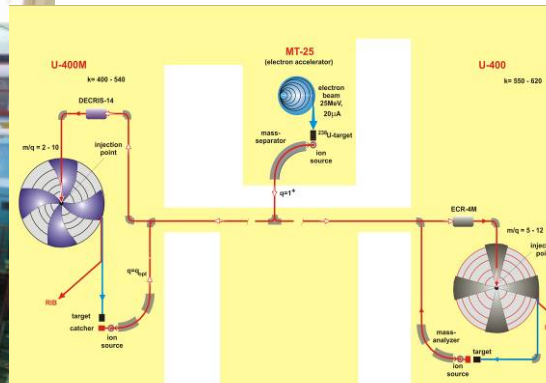 U-400M
k= 400 - 540
DECRIS-14
m/q = 2 - 10
injection
point
RIB
target
catcher
ion
source
q=qopt
MT-25
(electron accelerator)
electron
beam
25MeV,
20µA
mass-
separator
238U-target
ion
source
q=1+
U-400
k= 550 - 620
ECR-4M
m/q = 5 - 12
mass-
analyzer
target
ion
source